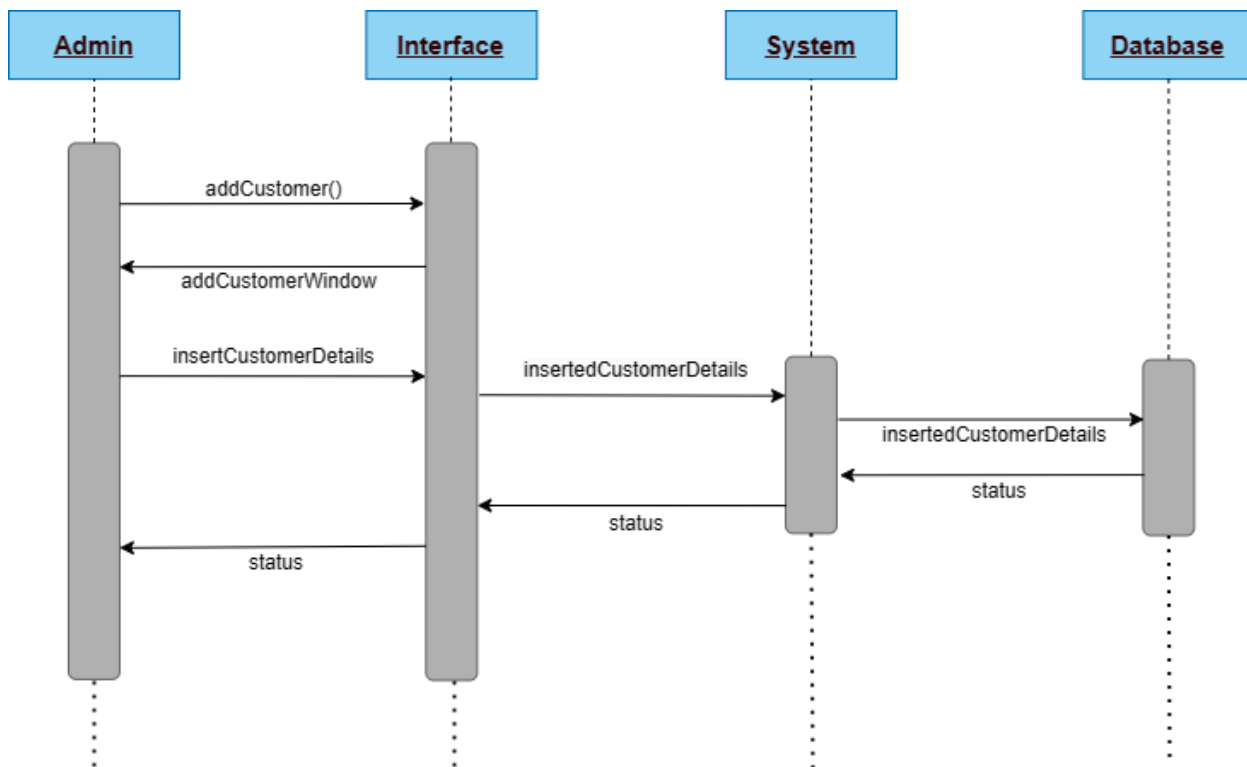 Admin
Interface
System
Database
addCustomer()
addCustomerWindow
insertCustomerDetails
insertedCustomerDetails
insertedCustomerDetails
status
status
status